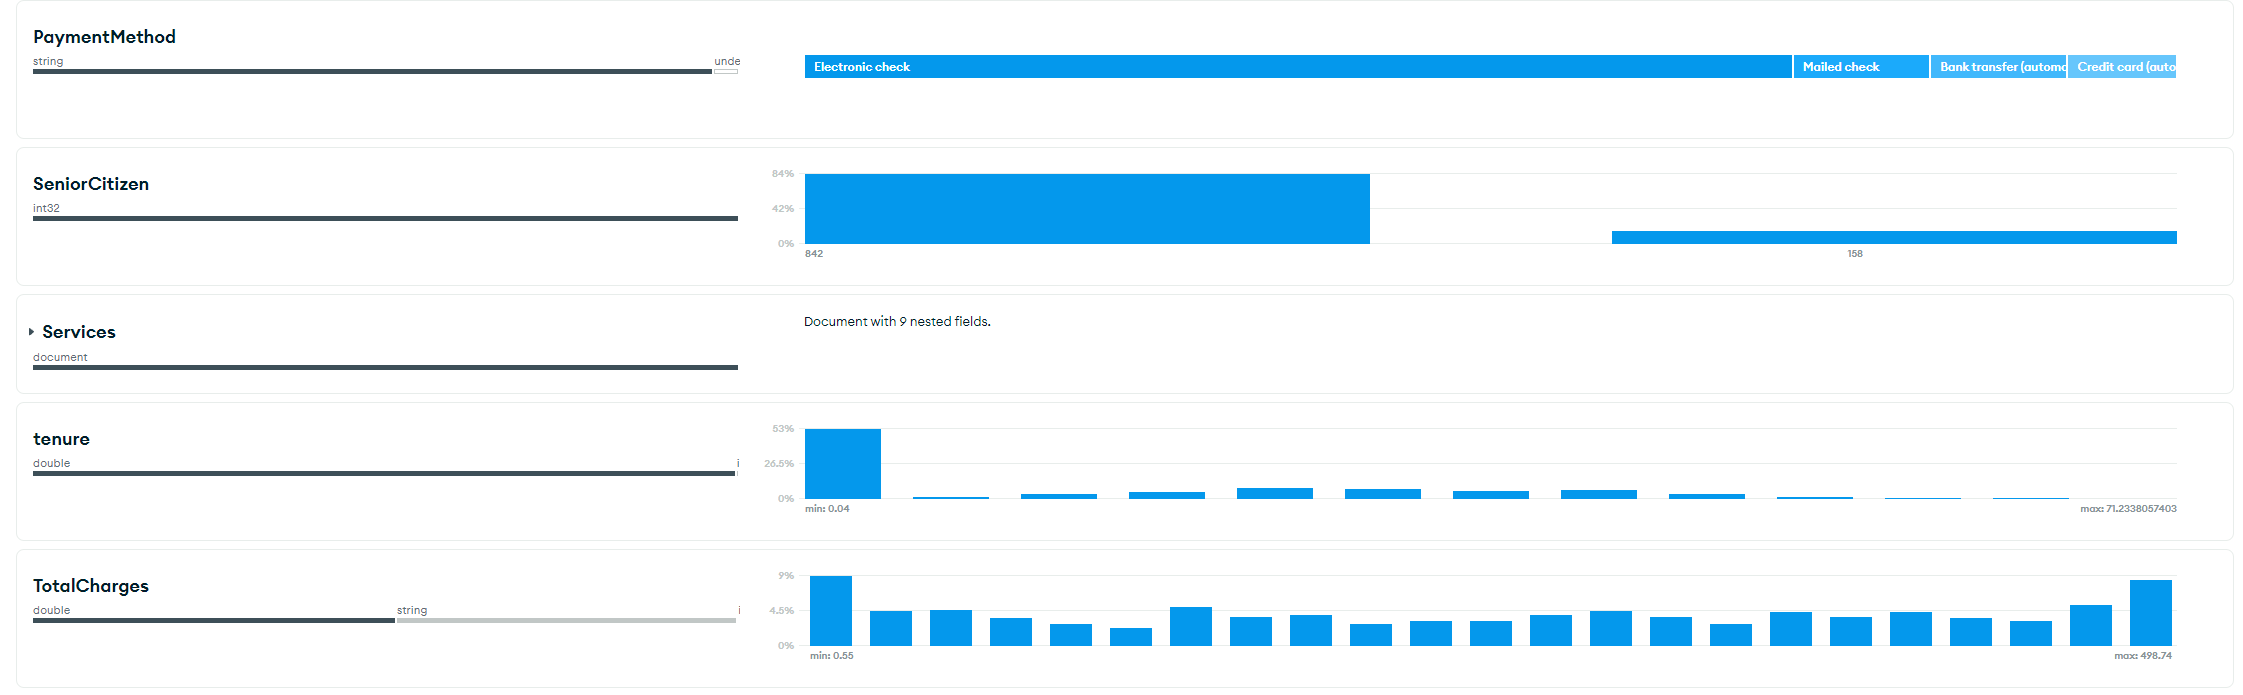 PaymentMethod
string unde
Electronic check Mailed check Bank transfer (automa Credit card (auto
SeniorCitizen
int32
84%
42%
0%
842 158
Services
document
Document with 9 nested fields.
tenure
double i
53%
26.5%
0%
min: 0.04 max: 71.2338057403
TotalCharges
double string i
9%
4.5%
0%
min: 0.55 max: 498.74